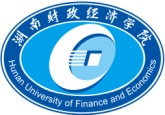 湖南财政经济学院
Hunan University of Finance and Economics